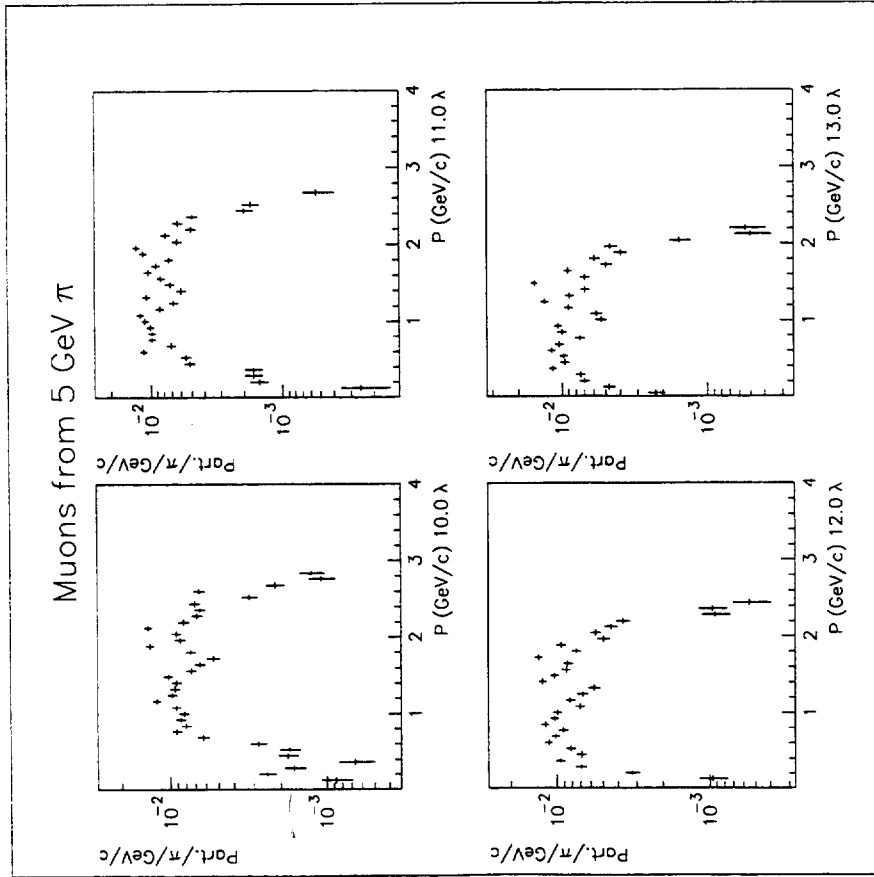 Muons from 5 GeV π
Part./π/GeV/c
10⁻²
10⁻³
1
2
3
4
P (GeV/c) 10.0 λ
Part./π/GeV/c
10⁻²
10⁻³
1
2
3
4
P (GeV/c) 11.0 λ
Part./π/GeV/c
10⁻²
10⁻³
1
2
3
4
P (GeV/c) 12.0 λ
Part./π/GeV/c
10⁻²
10⁻³
1
2
3
4
P (GeV/c) 13.0 λ